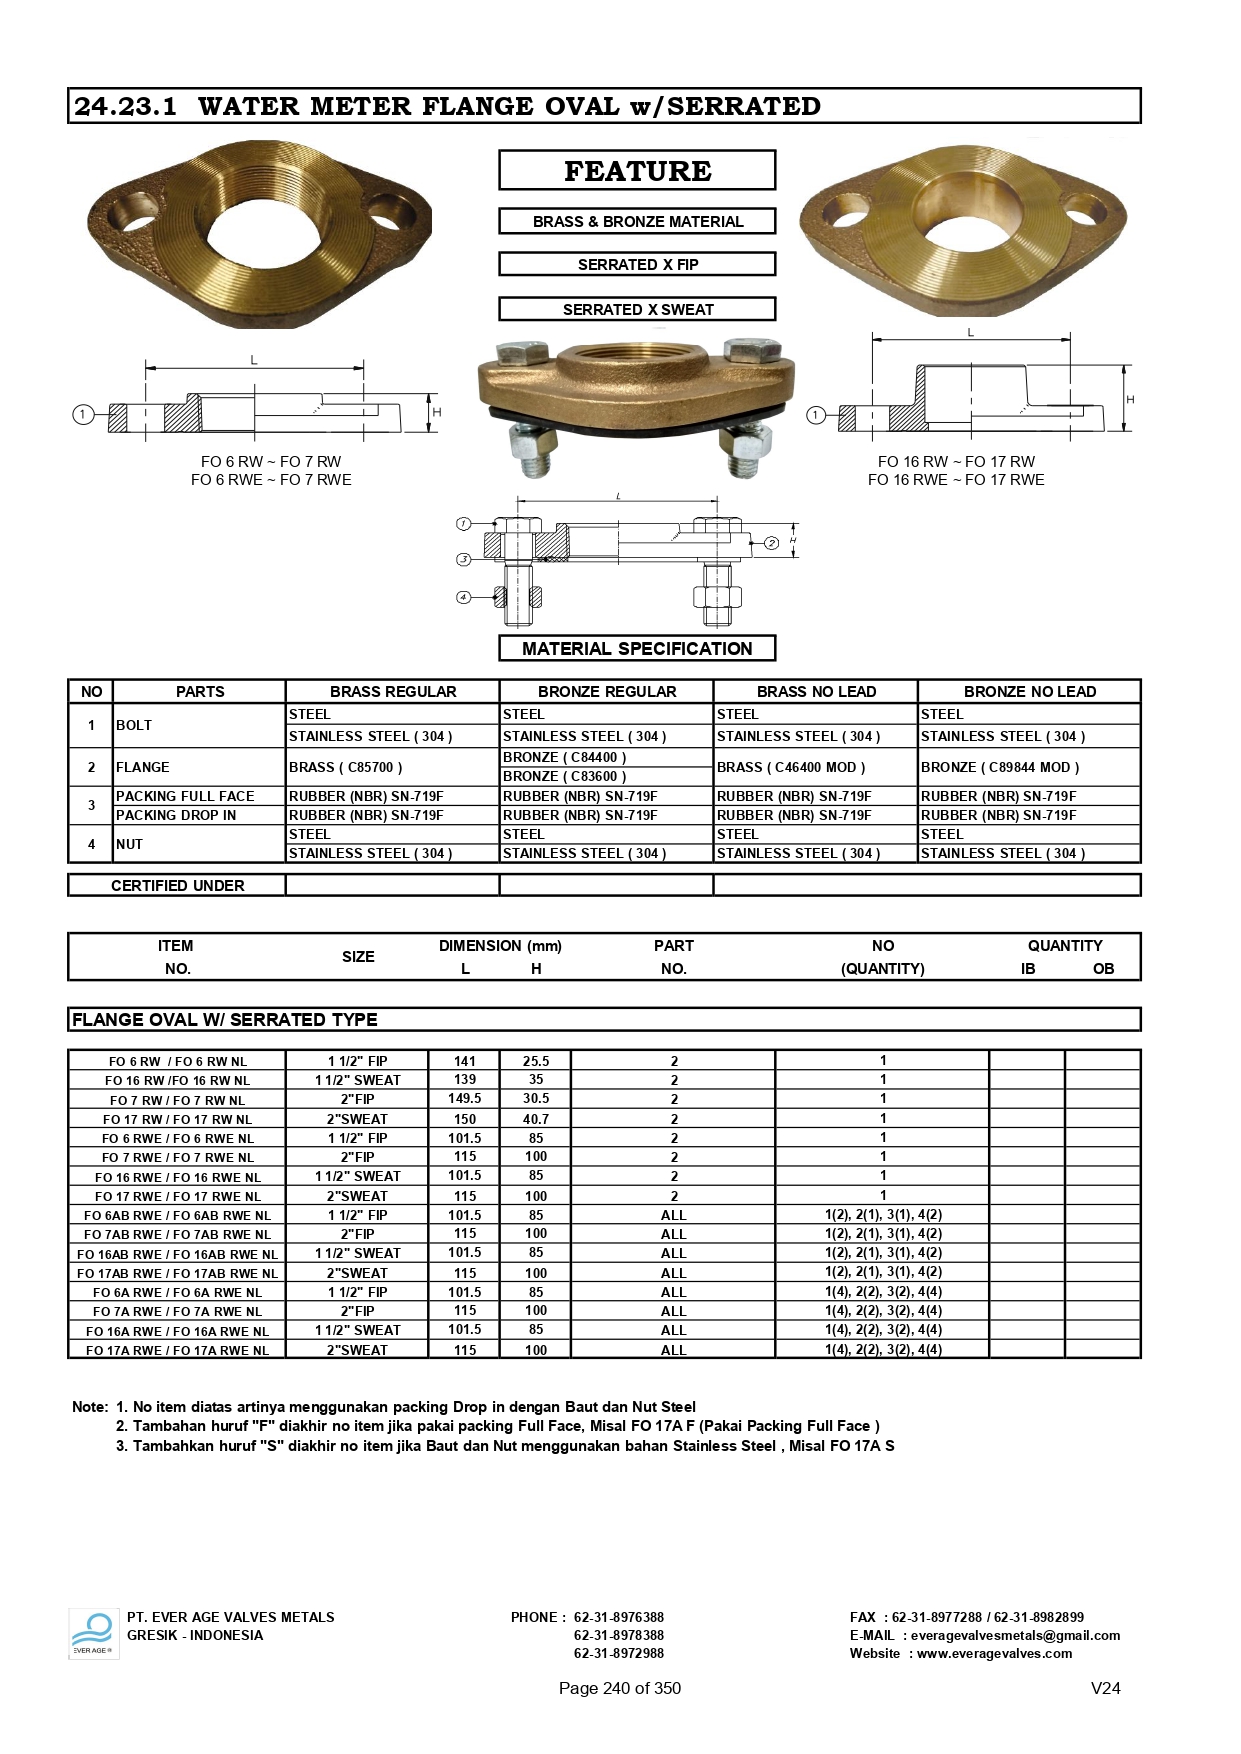 24.23.1 WATER METER FLANGE OVAL w/SERRATED
FEATURE
BRASS & BRONZE MATERIAL
SERRATED X FIP
SERRATED X SWEAT
L
1
H
FO 6 RW ~ FO 7 RW
FO 6 RWE ~ FO 7 RWE
L
1
H
FO 16 RW ~ FO 17 RW
FO 16 RWE ~ FO 17 RWE
L
1
2
3
4
H
MATERIAL SPECIFICATION
NO PARTS BRASS REGULAR BRONZE REGULAR BRASS NO LEAD BRONZE NO LEAD
1 BOLT STEEL STEEL STEEL STEEL
STAINLESS STEEL ( 304 ) STAINLESS STEEL ( 304 ) STAINLESS STEEL ( 304 ) STAINLESS STEEL ( 304 )
2 FLANGE BRASS ( C85700 ) BRONZE ( C84400 ) BRASS ( C46400 MOD ) BRONZE ( C89844 MOD )
BRONZE ( C83600 )
3 PACKING FULL FACE RUBBER (NBR) SN-719F RUBBER (NBR) SN-719F RUBBER (NBR) SN-719F RUBBER (NBR) SN-719F
PACKING DROP IN RUBBER (NBR) SN-719F RUBBER (NBR) SN-719F RUBBER (NBR) SN-719F RUBBER (NBR) SN-719F
4 NUT STEEL STEEL STEEL STEEL
STAINLESS STEEL ( 304 ) STAINLESS STEEL ( 304 ) STAINLESS STEEL ( 304 ) STAINLESS STEEL ( 304 )
CERTIFIED UNDER
ITEM SIZE DIMENSION (mm) PART NO QUANTITY
NO. L H NO. (QUANTITY) IB OB
FLANGE OVAL W/ SERRATED TYPE
FO 6 RW / FO 6 RW NL 1 1/2" FIP 141 25.5 2 1
FO 16 RW /FO 16 RW NL 1 1/2" SWEAT 139 35 2 1
FO 7 RW / FO 7 RW NL 2"FIP 149.5 30.5 2 1
FO 17 RW / FO 17 RW NL 2"SWEAT 150 40.7 2 1
FO 6 RWE / FO 6 RWE NL 1 1/2" FIP 101.5 85 2 1
FO 7 RWE / FO 7 RWE NL 2"FIP 115 100 2 1
FO 16 RWE / FO 16 RWE NL 1 1/2" SWEAT 101.5 85 2 1
FO 17 RWE / FO 17 RWE NL 2"SWEAT 115 100 2 1
FO 6AB RWE / FO 6AB RWE NL 1 1/2" FIP 101.5 85 ALL 1(2), 2(1), 3(1), 4(2)
FO 7AB RWE / FO 7AB RWE NL 2"FIP 115 100 ALL 1(2), 2(1), 3(1), 4(2)
FO 16AB RWE / FO 16AB RWE NL 1 1/2" SWEAT 101.5 85 ALL 1(2), 2(1), 3(1), 4(2)
FO 17AB RWE / FO 17AB RWE NL 2"SWEAT 115 100 ALL 1(2), 2(1), 3(1), 4(2)
FO 6A RWE / FO 6A RWE NL 1 1/2" FIP 101.5 85 ALL 1(4), 2(2), 3(2), 4(4)
FO 7A RWE / FO 7A RWE NL 2"FIP 115 100 ALL 1(4), 2(2), 3(2), 4(4)
FO 16A RWE / FO 16A RWE NL 1 1/2" SWEAT 101.5 85 ALL 1(4), 2(2), 3(2), 4(4)
FO 17A RWE / FO 17A RWE NL 2"SWEAT 115 100 ALL 1(4), 2(2), 3(2), 4(4)
Note: 1. No item diatas artinya menggunakan packing Drop in dengan Baut dan Nut Steel
2. Tambahan huruf "F" diakhir no item jika pakai packing Full Face, Misal FO 17A F (Pakai Packing Full Face )
3. Tambahkan huruf "S" diakhir no item jika Baut dan Nut menggunakan bahan Stainless Steel , Misal FO 17A S
EVER AGE ®
PT. EVER AGE VALVES METALS PHONE : 62-31-8976388 FAX : 62-31-8977288 / 62-31-8982899
GRESIK - INDONESIA 62-31-8978388 E-MAIL : everagevalvesmetals@gmail.com
62-31-8972988 Website : www.everagevalves.com
Page 240 of 350 V24